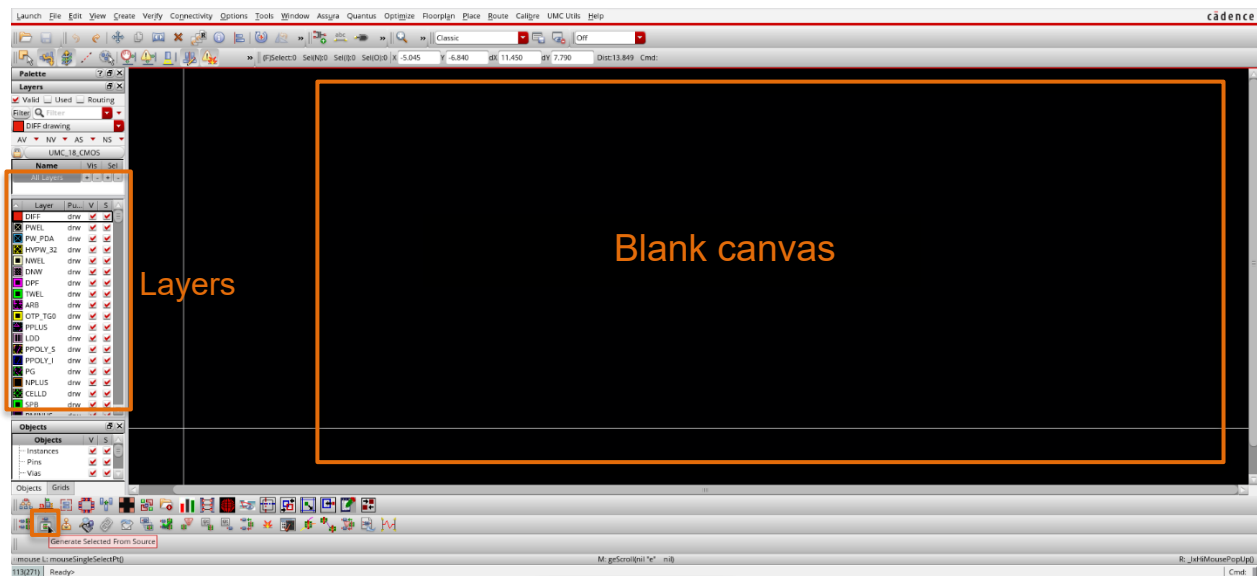 Launch File Edit View Create Verify Connectivity Options Tools Window Assura Quantus Optimize Floorplan Place Route Calibre UMC Utils Help
cādence
Classic
Off
(F)Select:0 Sel(N):0 Sel(I):0 Sel(O):0 X -5.045 Y -6.840 dX 11.450 dY 7.790 Dist:13.849 Cmd:
Palette
Layers
Valid Used Routing
Filter Filter
DIFF drawing
AV NV AS NS
UMC_18_CMOS
Name Vis Sel
All Layers
Layer Pu... V S
DIFF drw
PWEL drw
PW_PDA drw
HVPW_32 drw
NWEL drw
DNW drw
DPF drw
TWEL drw
ARB drw
OTP_TG0 drw
PPLUS drw
LDD drw
PPOLY_S drw
PPOLY_I drw
PG drw
NPLUS drw
CELLD drw
SPB drw
Layers
Blank canvas
Objects
Objects V S
Instances
Pins
Vias
Objects Grids
Generate Selected From Source
mouse L: mouseSingleSelectPt()
M: geScroll(nil "e" nil)
R: _lxHiMousePopUp()
113(271) Ready>
Cmd: